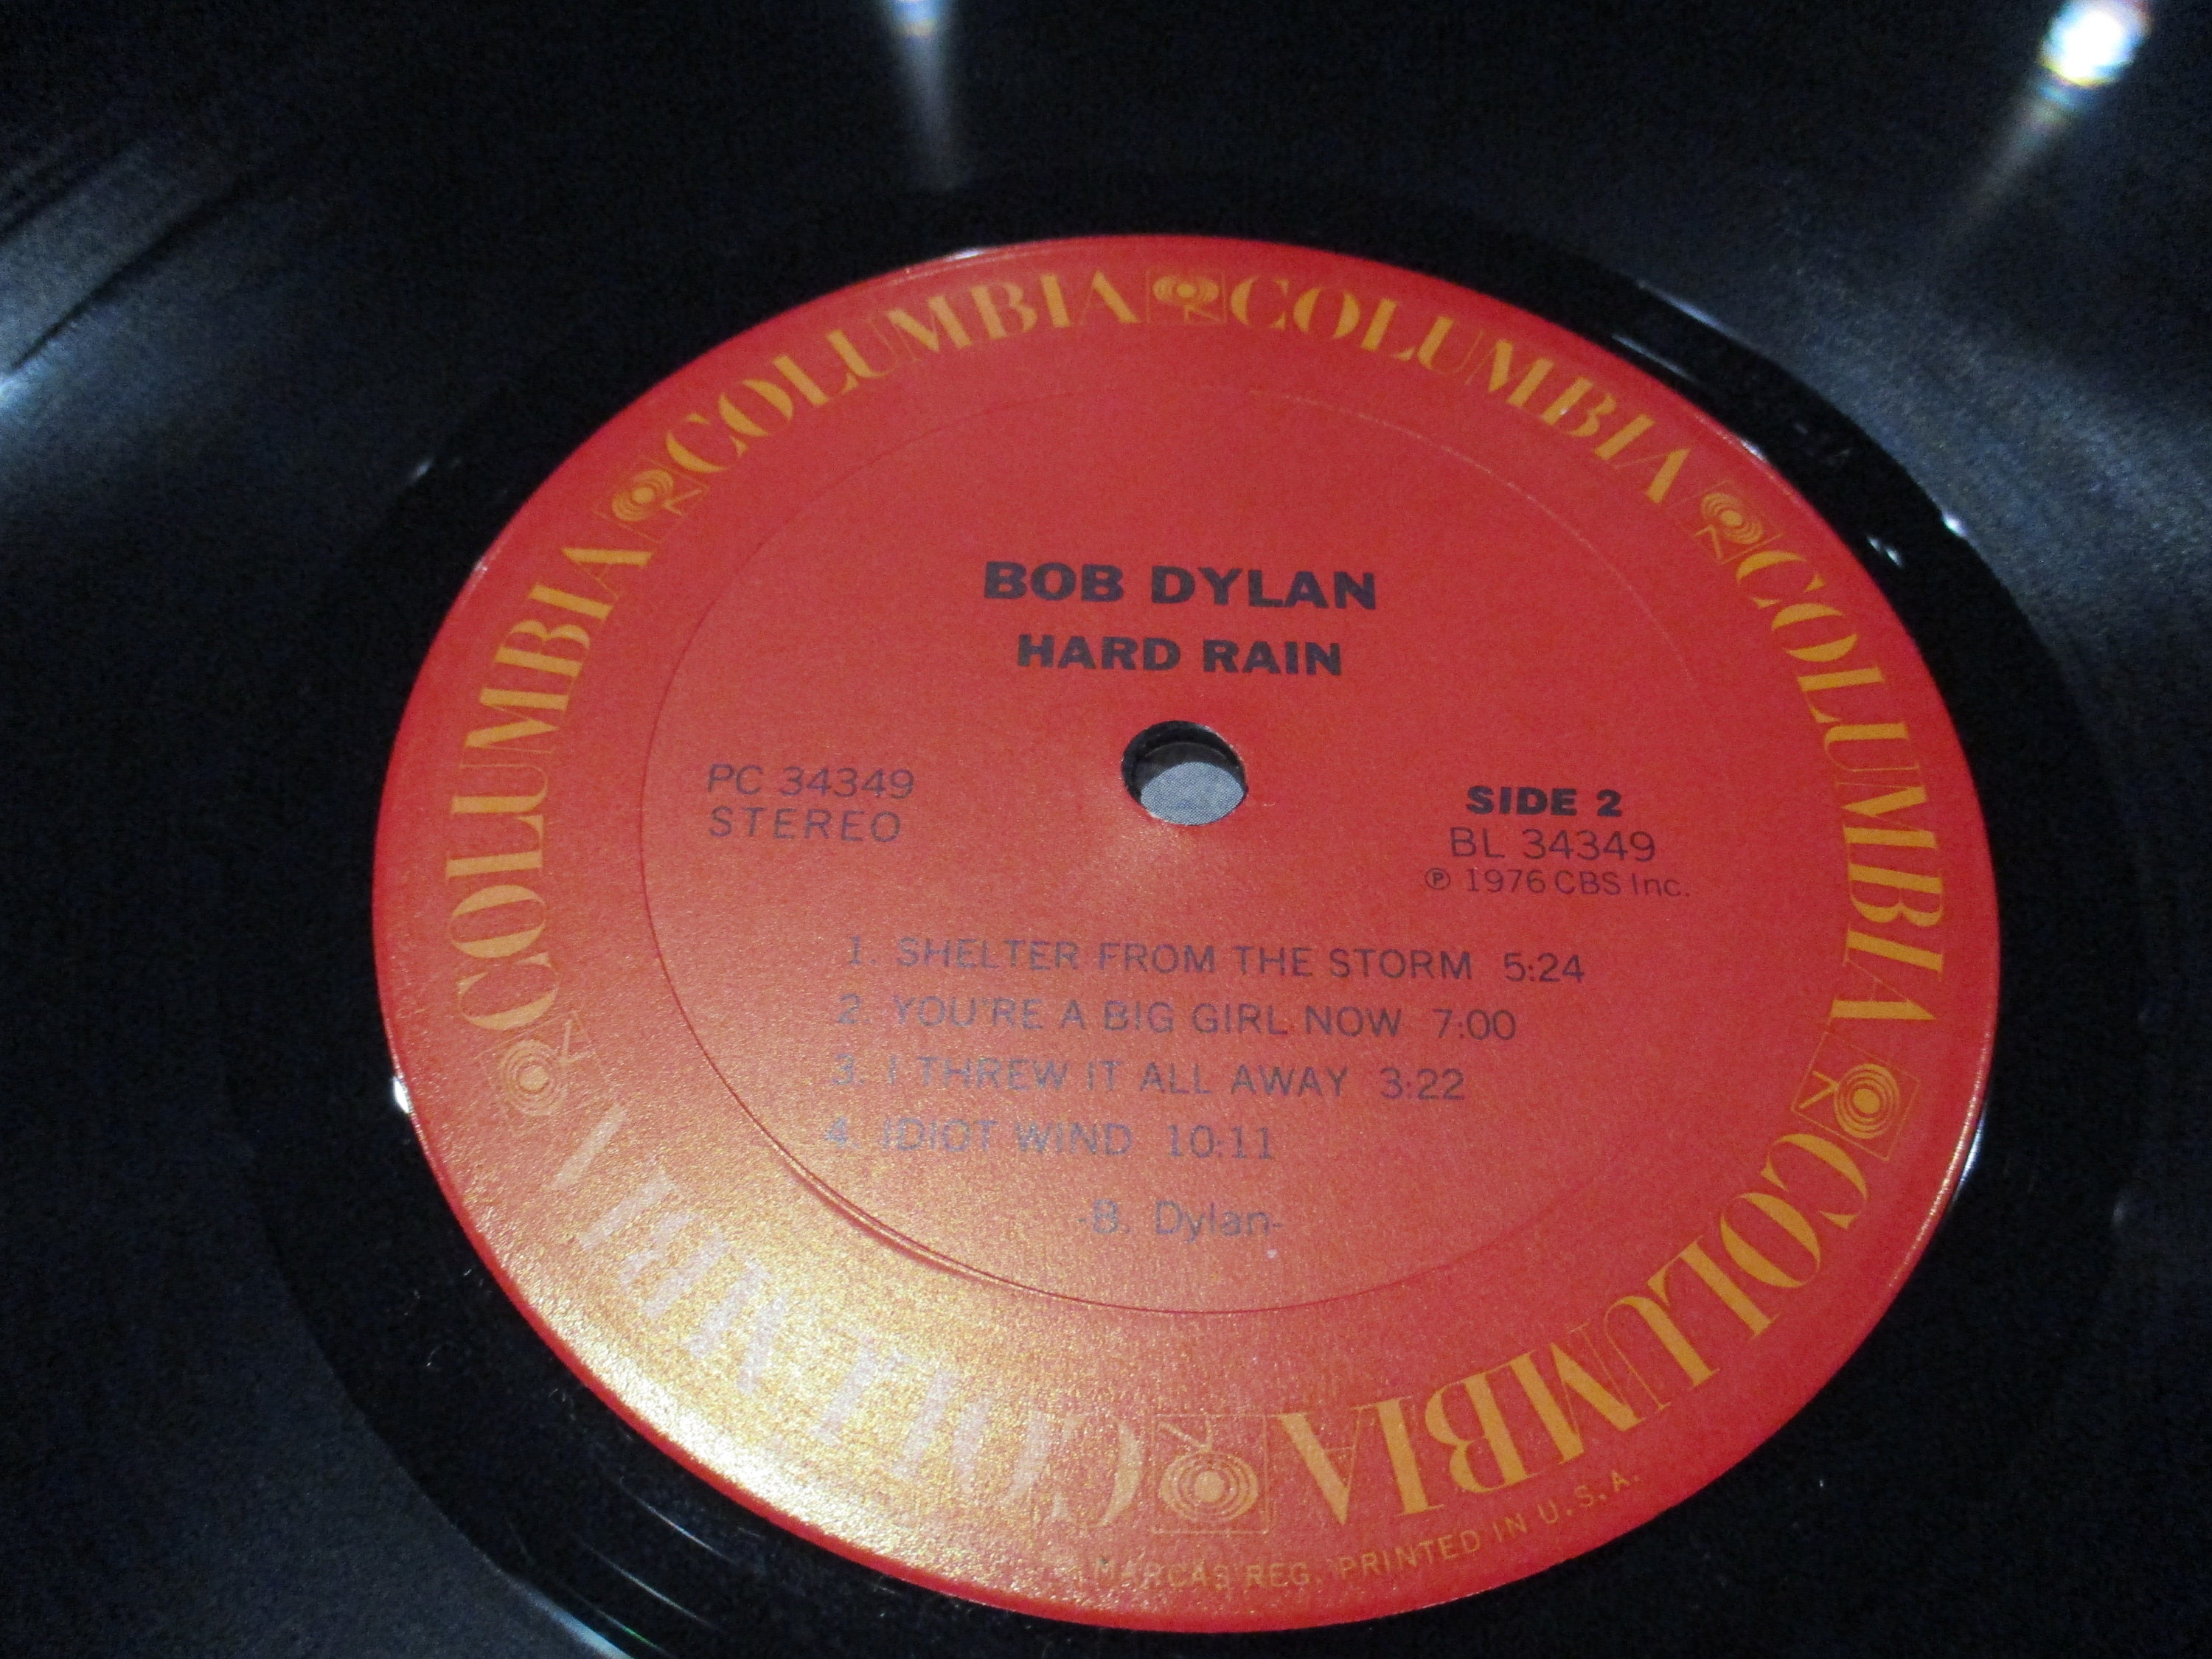 COLUMBIA COLUMBIA COLUMBIA COLUMBIA COLUMBIA COLUMBIA
BOB DYLAN
HARD RAIN
PC 34349
STEREO
SIDE 2
BL 34349
℗ 1976 CBS Inc.
1. SHELTER FROM THE STORM 5:24
2. YOU'RE A BIG GIRL NOW 7:00
3. I THREW IT ALL AWAY 3:22
4. IDIOT WIND 10:11
-B. Dylan-
MARCAS REG. PRINTED IN U.S.A.